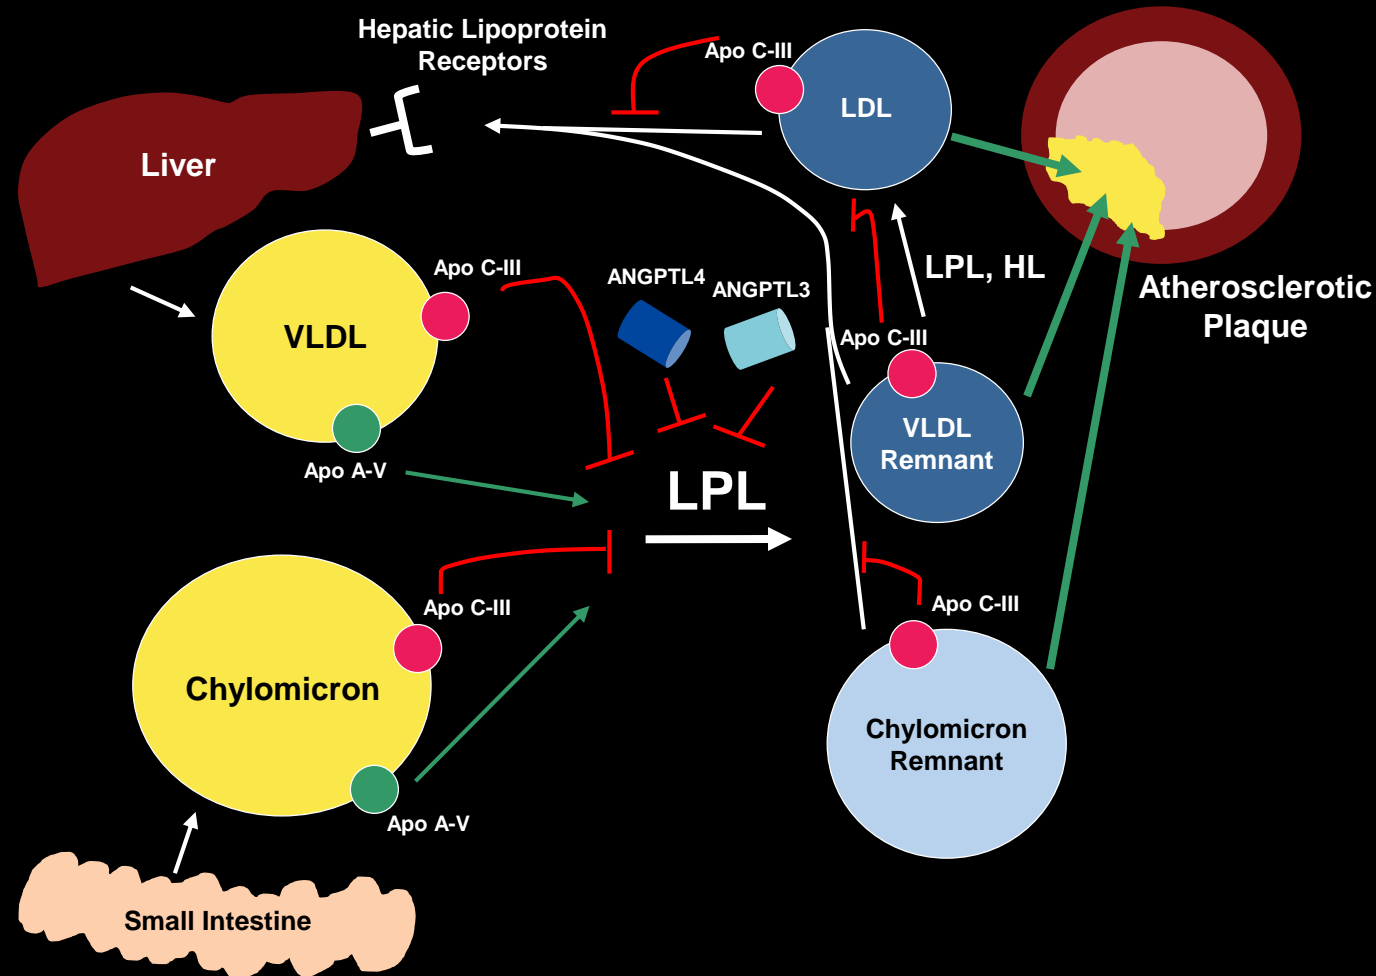 Hepatic Lipoprotein
Receptors
Apo C-III
LDL
Liver
Apo C-III
ANGPTL4
ANGPTL3
LPL, HL
Atherosclerotic
Plaque
VLDL
Apo C-III
VLDL
Remnant
Apo A-V
LPL
Apo C-III
Apo C-III
Chylomicron
Chylomicron
Remnant
Apo A-V
Small Intestine